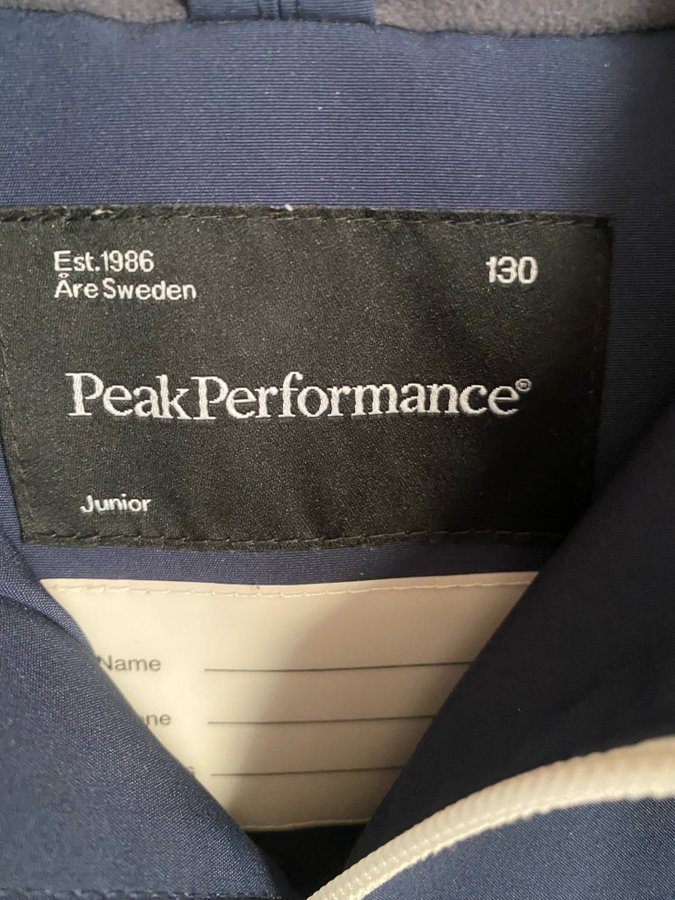 Est.1986
Åre Sweden
130
PeakPerformance®
Junior
Name